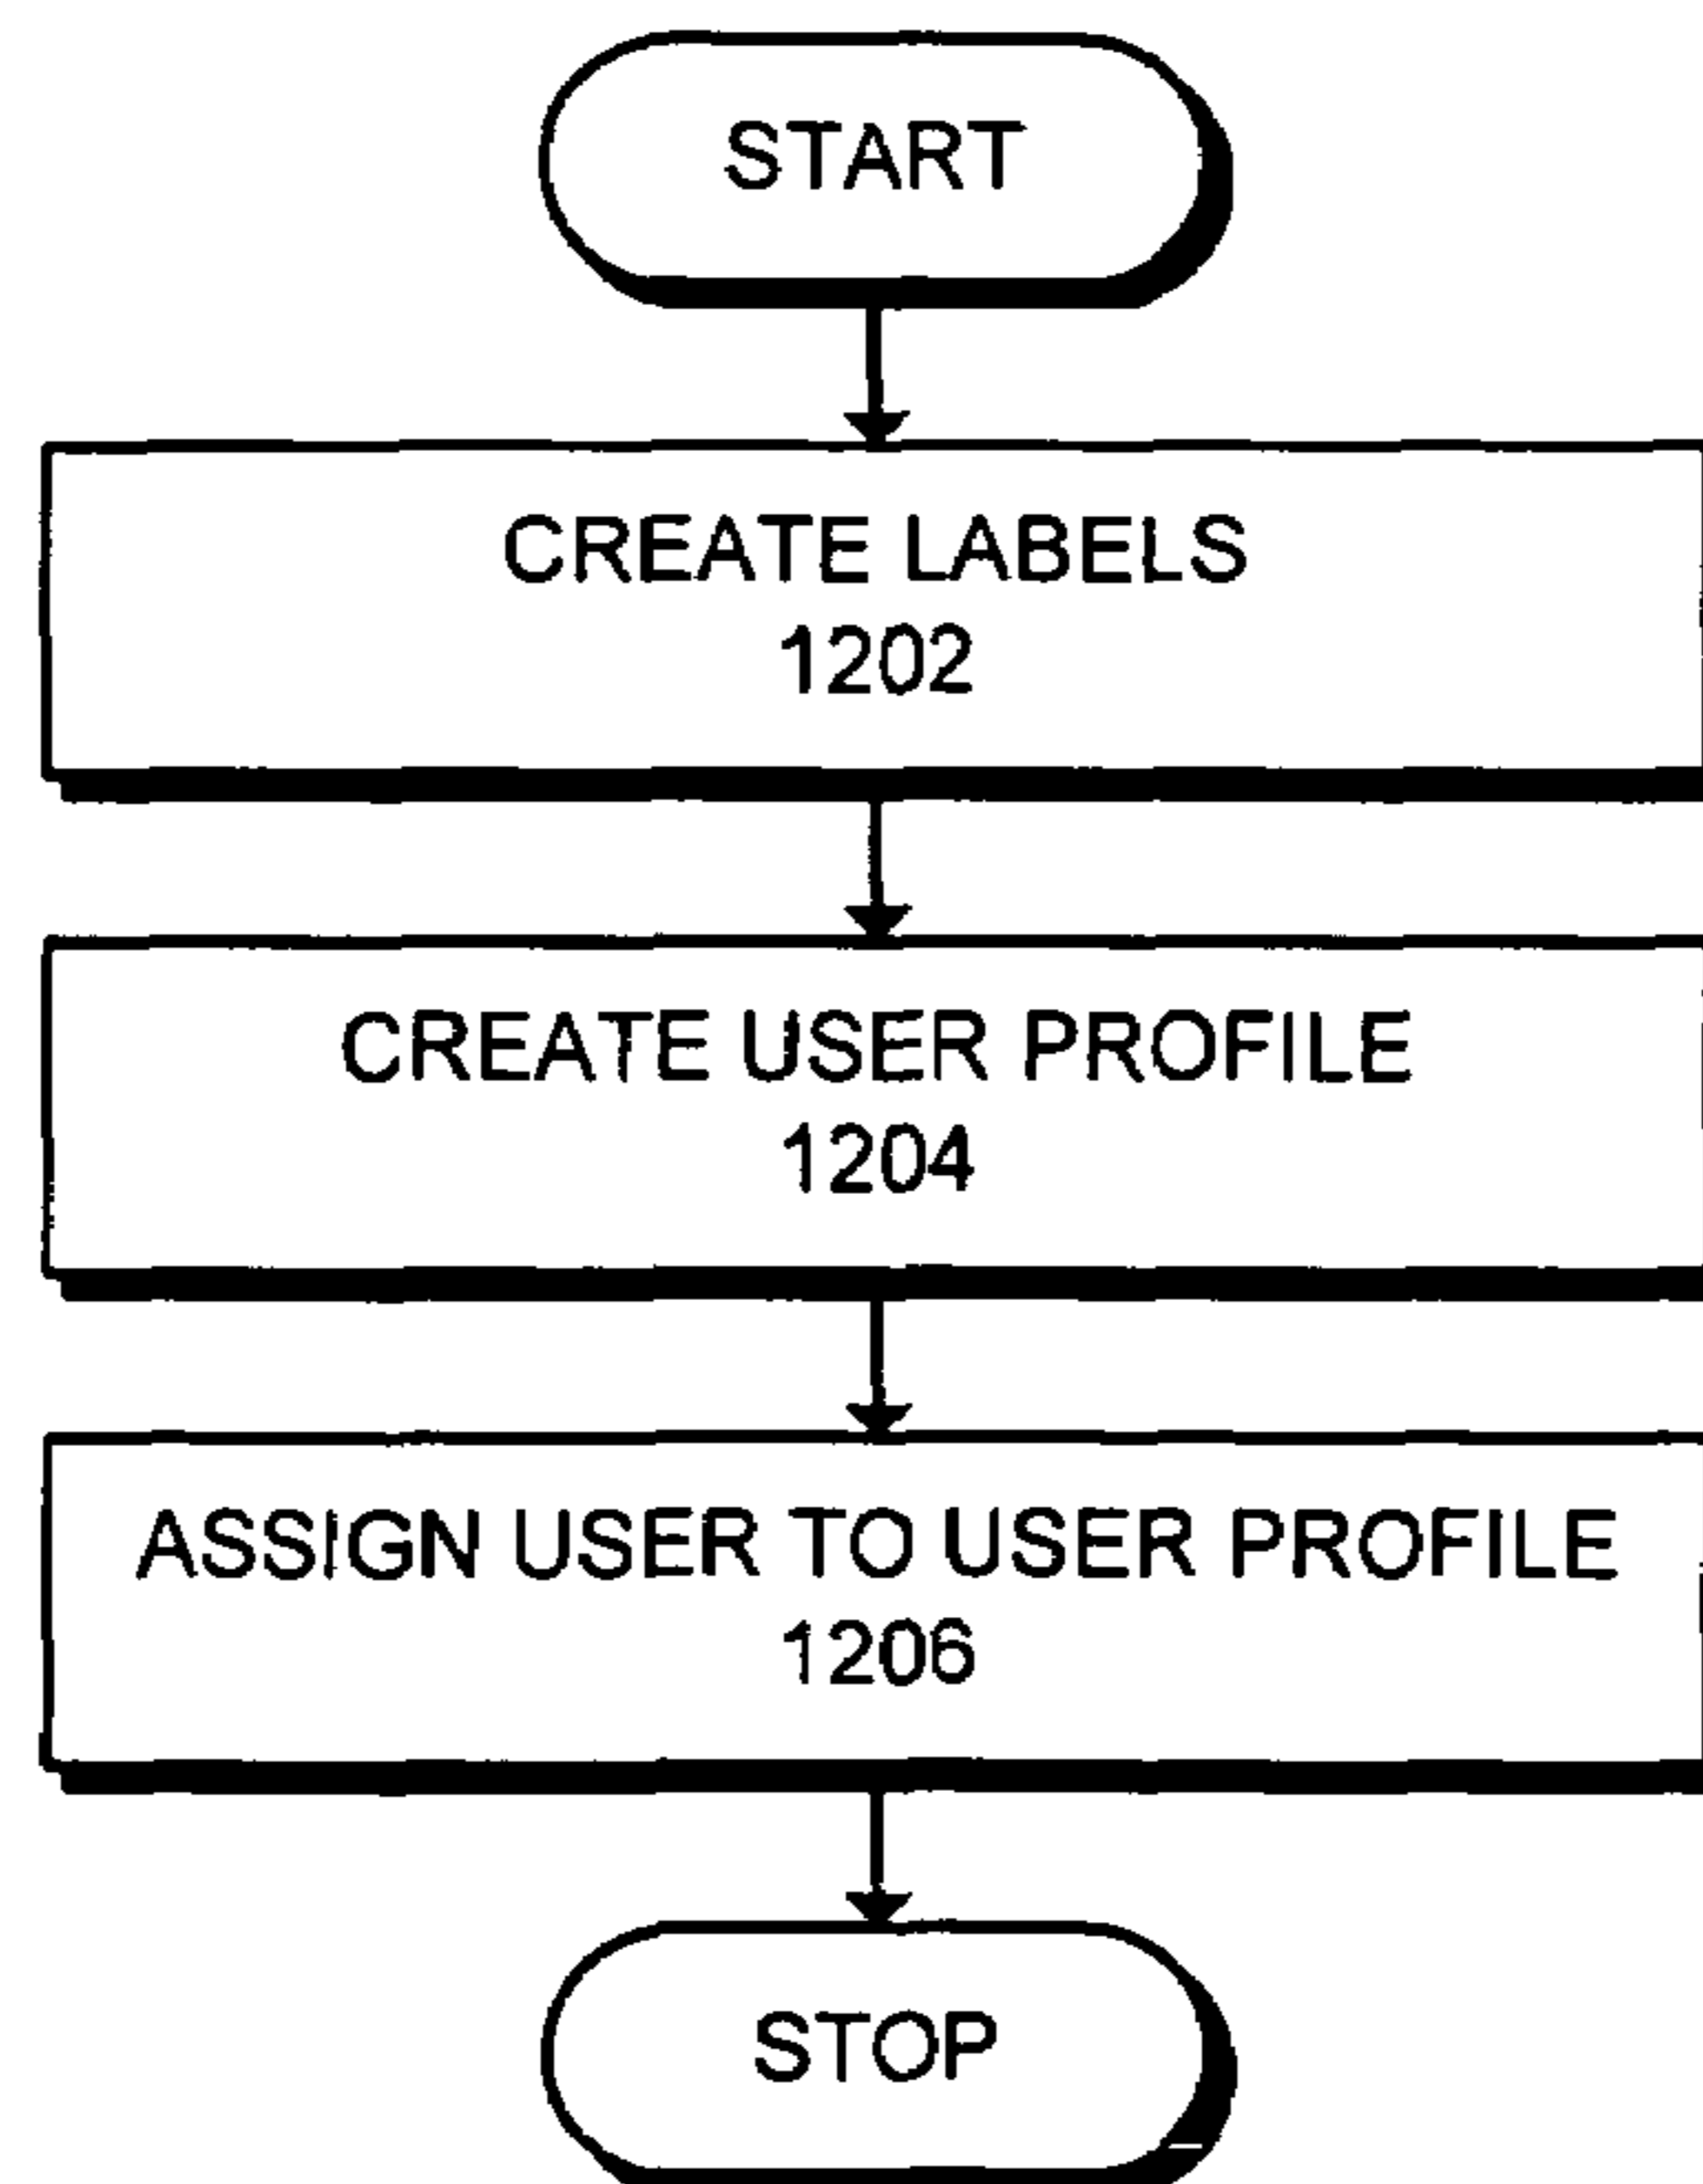 START
CREATE LABELS
1202
CREATE USER PROFILE
1204
ASSIGN USER TO USER PROFILE
1206
STOP